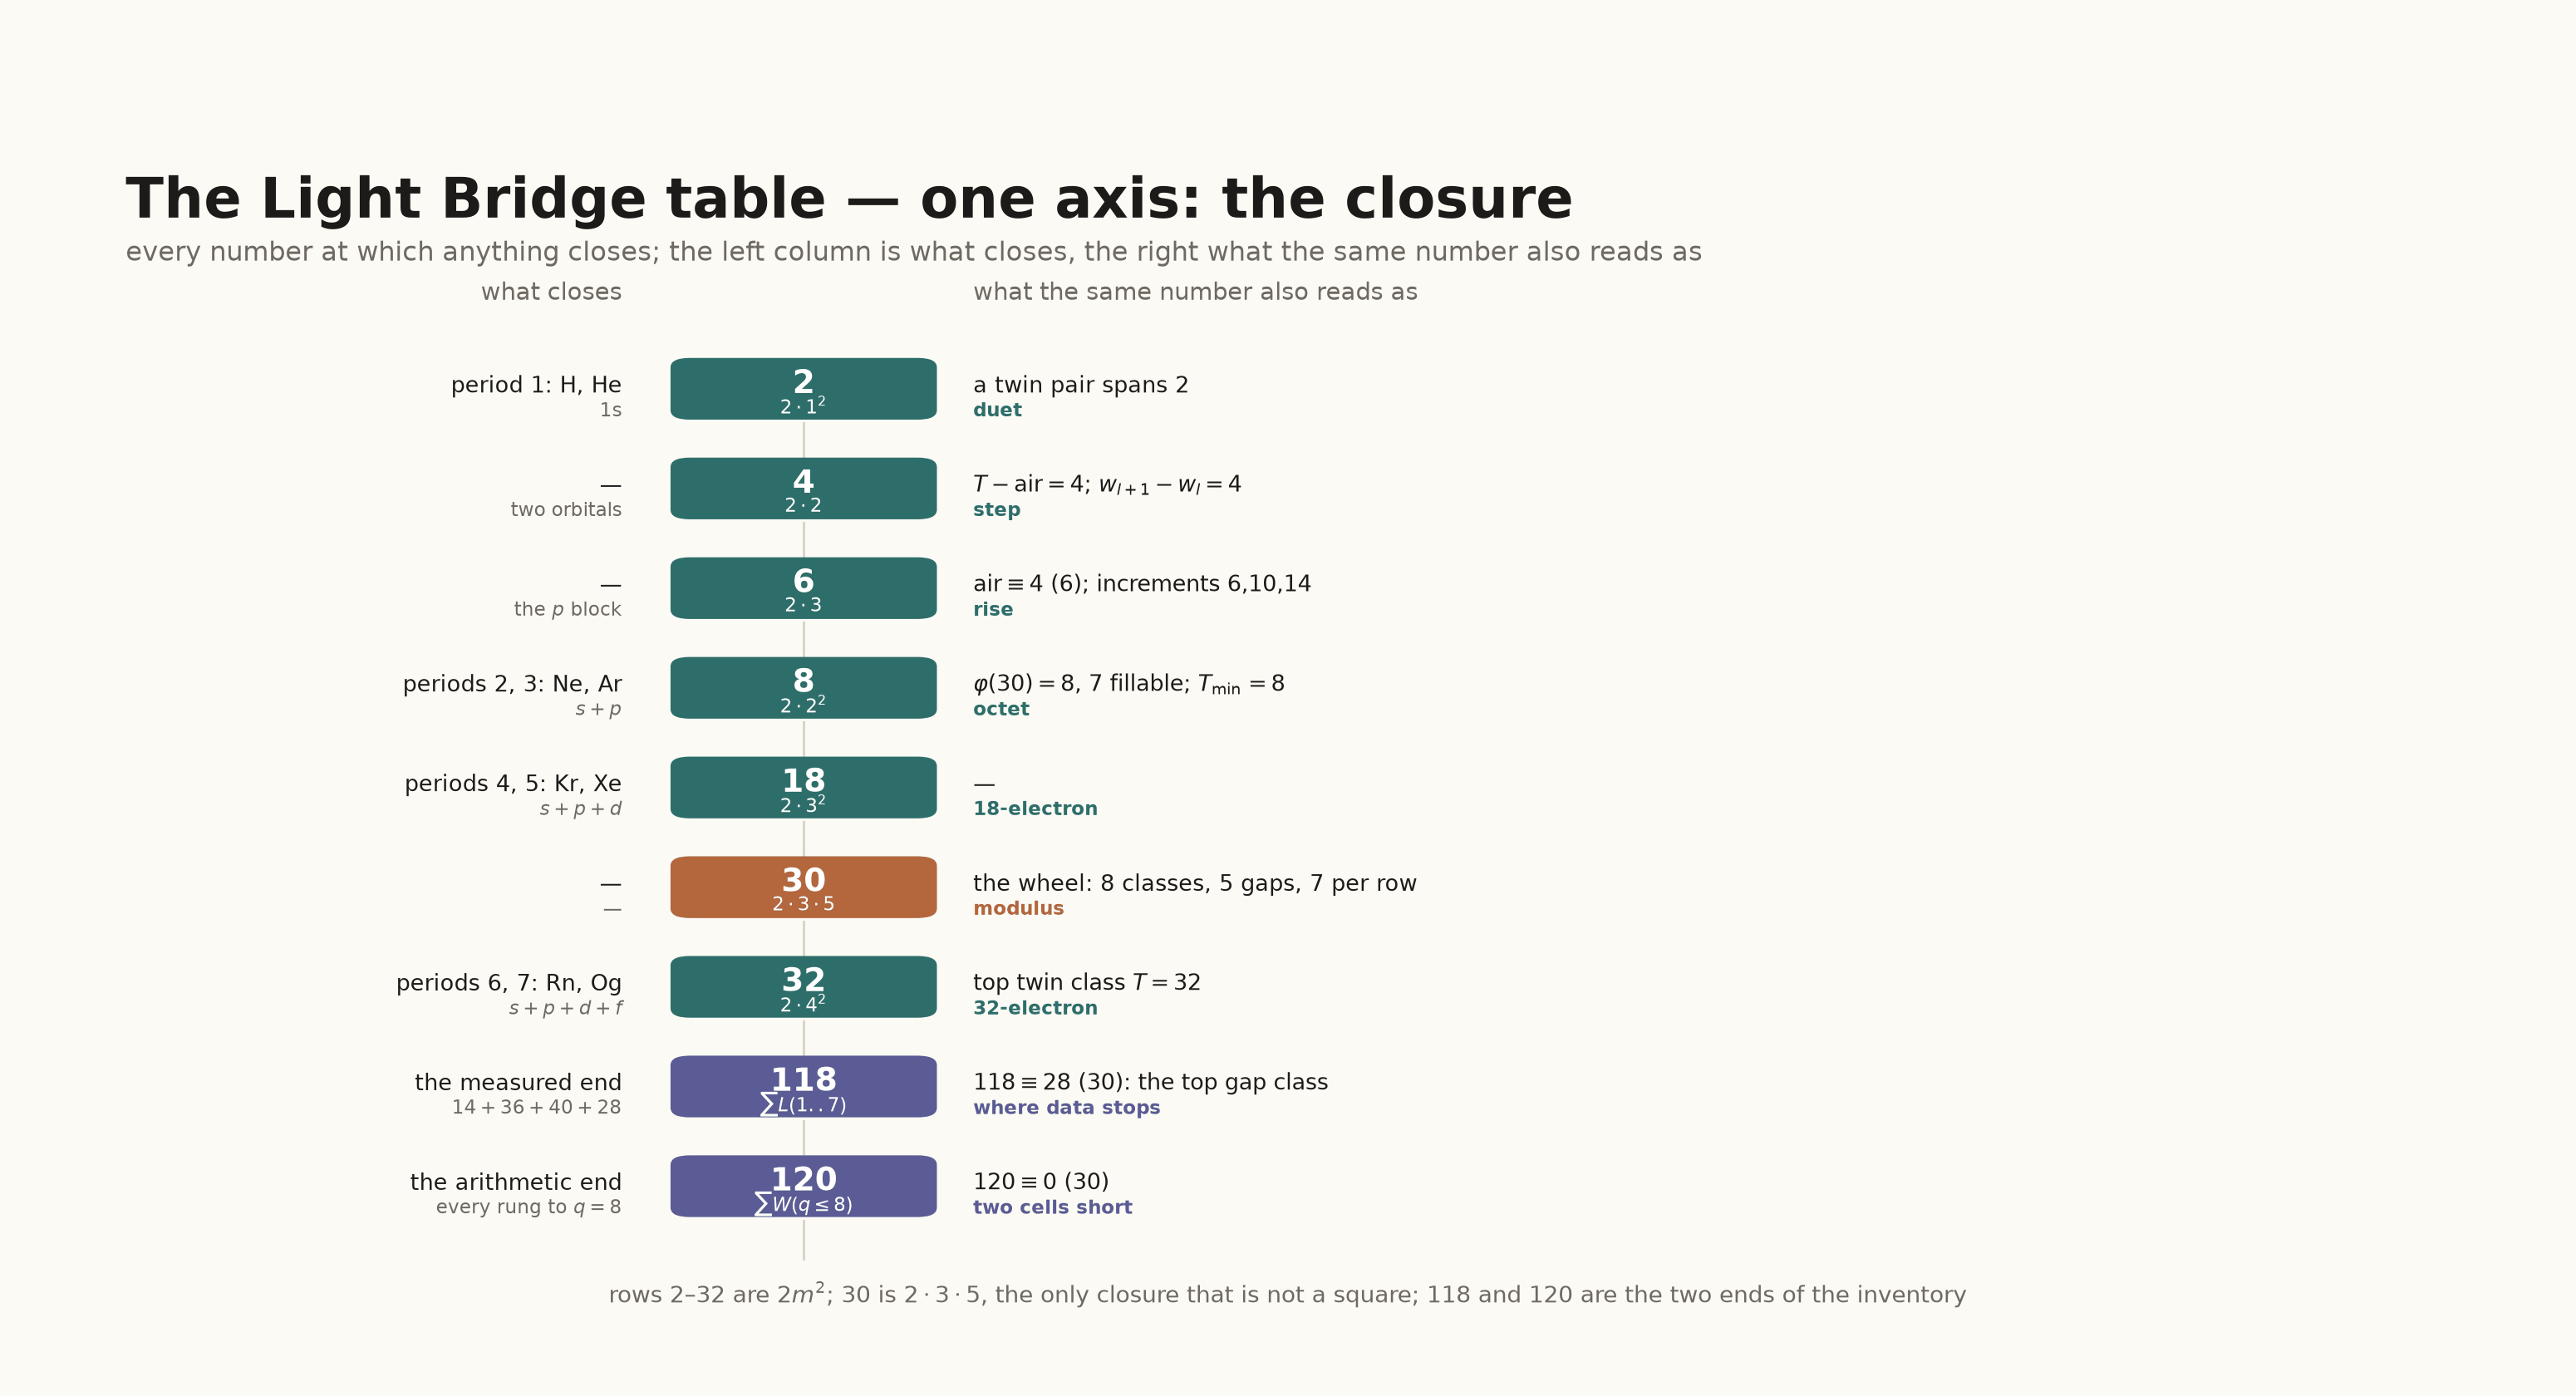 The Light Bridge table — one axis: the closure
every number at which anything closes; the left column is what closes, the right what the same number also reads as
what closes
what the same number also reads as
period 1: H, He
1s
2
2 · 1²
a twin pair spans 2
duet
—
two orbitals
4
2 · 2
T − air = 4; wₗ₊₁ − wₗ = 4
step
—
the p block
6
2 · 3
air ≡ 4 (6); increments 6,10,14
rise
periods 2, 3: Ne, Ar
s + p
8
2 · 2²
φ(30) = 8, 7 fillable; T_min = 8
octet
periods 4, 5: Kr, Xe
s + p + d
18
2 · 3²
—
18-electron
—
—
30
2 · 3 · 5
the wheel: 8 classes, 5 gaps, 7 per row
modulus
periods 6, 7: Rn, Og
s + p + d + f
32
2 · 4²
top twin class T = 32
32-electron
the measured end
14 + 36 + 40 + 28
118
∑L(1..7)
118 ≡ 28 (30): the top gap class
where data stops
the arithmetic end
every rung to q = 8
120
∑W(q ≤ 8)
120 ≡ 0 (30)
two cells short
rows 2–32 are 2m²; 30 is 2 · 3 · 5, the only closure that is not a square; 118 and 120 are the two ends of the inventory